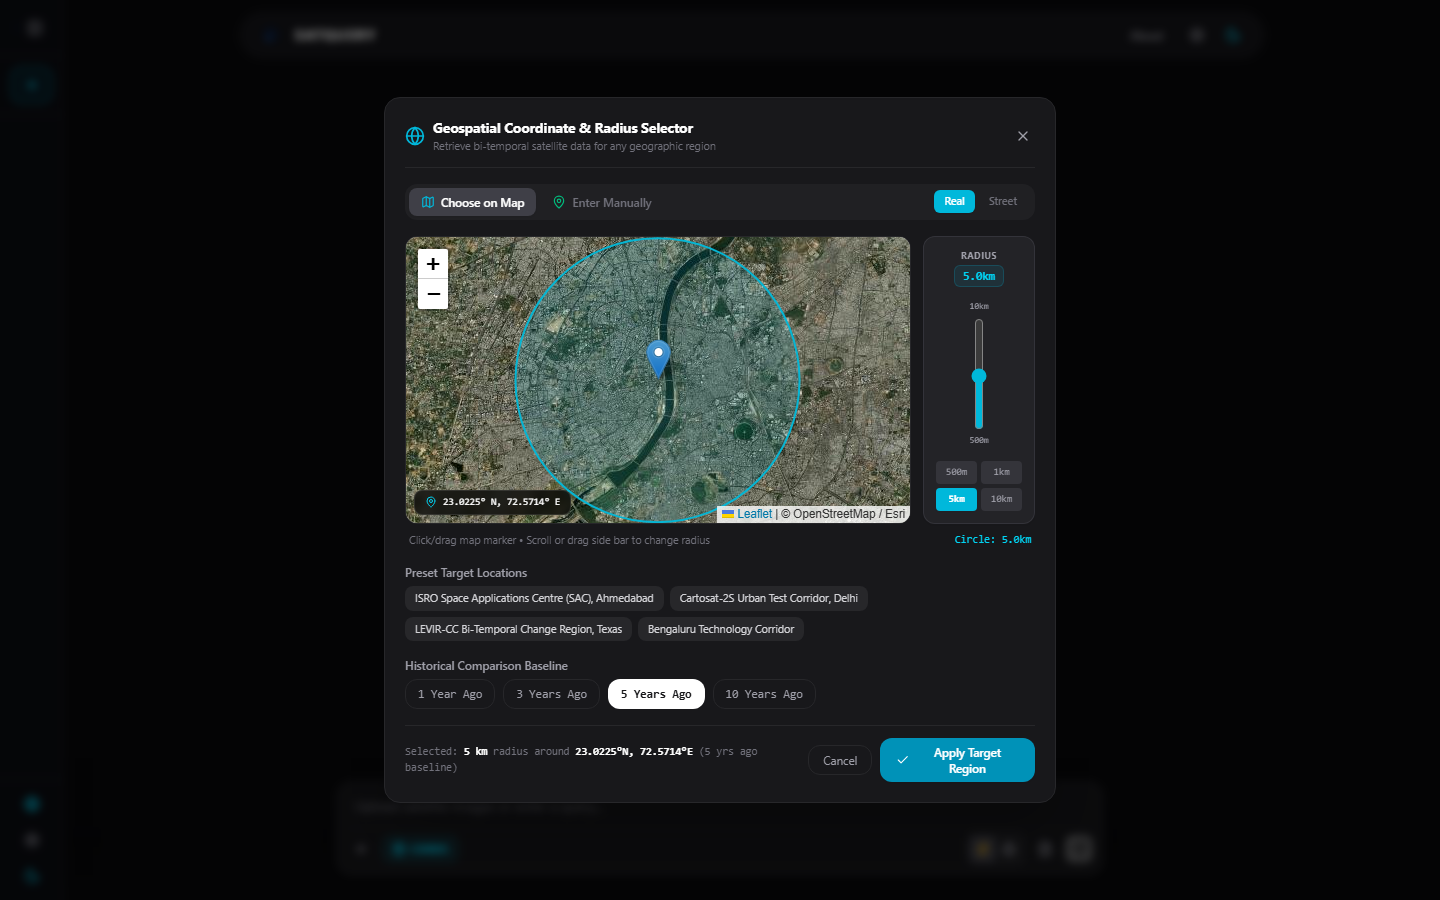 Geospatial Coordinate & Radius Selector
Retrieve bi-temporal satellite data for any geographic region
Choose on Map
Enter Manually
Real
Street
+
−
23.0225° N, 72.5714° E
Leaflet | © OpenStreetMap / Esri
RADIUS
5.0km
10km
500m
500m
1km
5km
10km
Click/drag map marker • Scroll or drag side bar to change radius
Circle: 5.0km
Preset Target Locations
ISRO Space Applications Centre (SAC), Ahmedabad
Cartosat-2S Urban Test Corridor, Delhi
LEVIR-CC Bi-Temporal Change Region, Texas
Bengaluru Technology Corridor
Historical Comparison Baseline
1 Year Ago
3 Years Ago
5 Years Ago
10 Years Ago
Selected: 5 km radius around 23.0225°N, 72.5714°E (5 yrs ago
baseline)
Cancel
Apply Target
Region